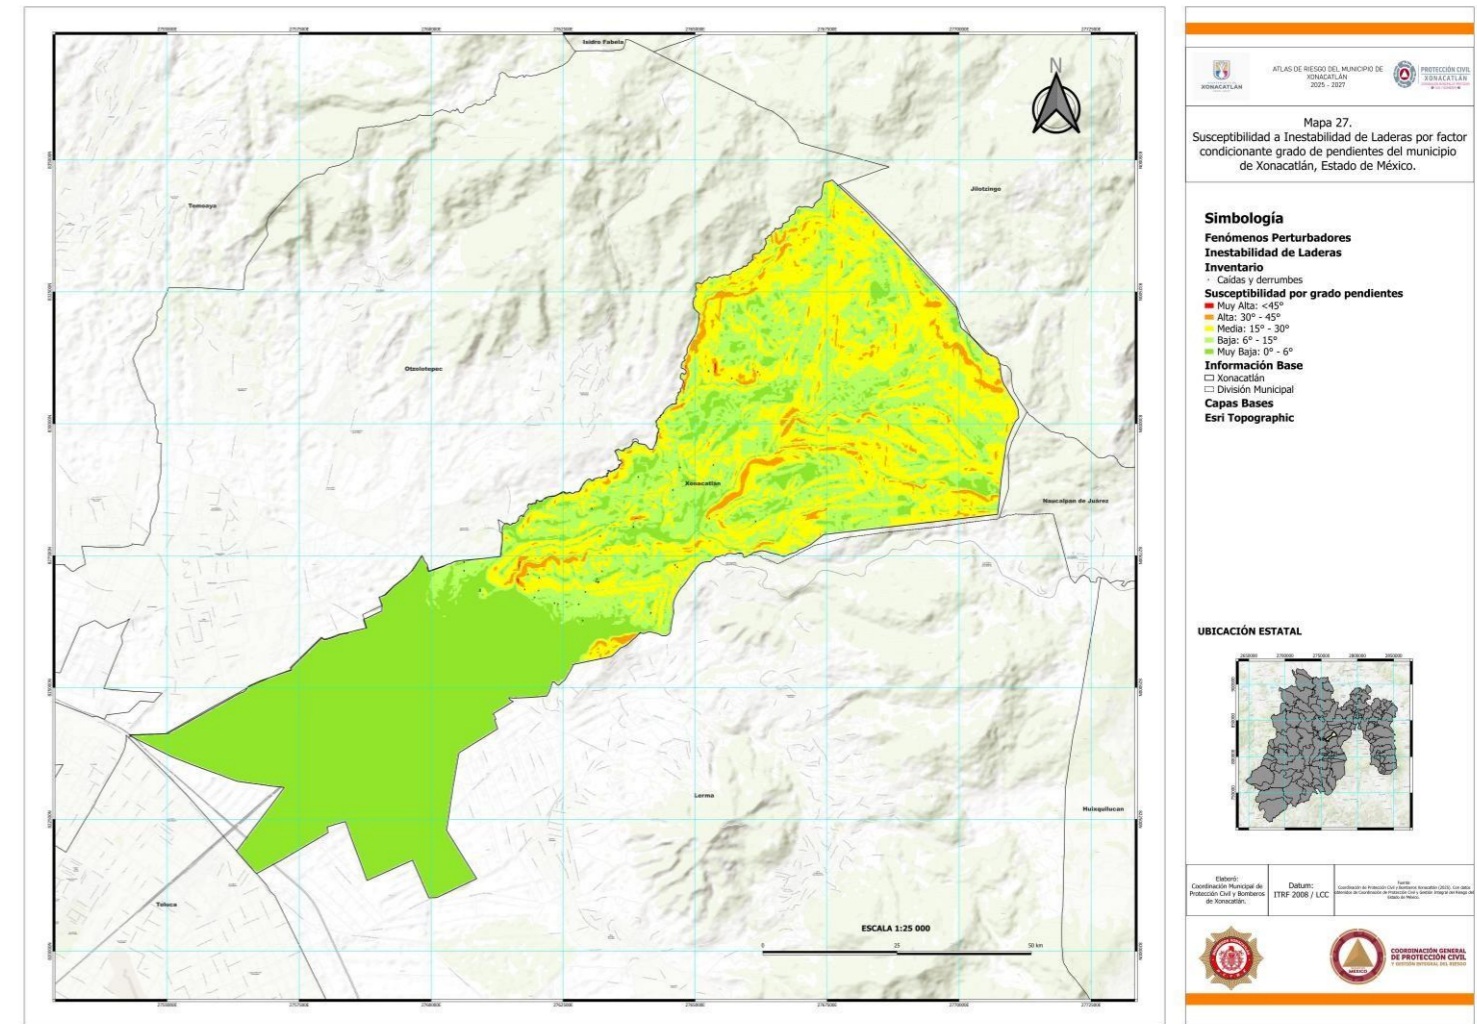 Isidro Fabela
Temoaya
Jilotzingo
Otzolotepec
Xonacatlán
Naucalpan de Juárez
Lerma
Huixquilucan
Toluca
N
ESCALA 1:25 000
0 25 50 km
XONACATLÁN
ATLAS DE RIESGO DEL MUNICIPIO DE
XONACATLÁN
2025 - 2027
PROTECCIÓN CIVIL
XONACATLÁN
Mapa 27.
Susceptibilidad a Inestabilidad de Laderas por factor
condicionante grado de pendientes del municipio
de Xonacatlán, Estado de México.
Simbología
Fenómenos Perturbadores
Inestabilidad de Laderas
Inventario
Caídas y derrumbes
Susceptibilidad por grado pendientes
Muy Alta: <45°
Alta: 30° - 45°
Media: 15° - 30°
Baja: 6° - 15°
Muy Baja: 0° - 6°
Información Base
Xonacatlán
División Municipal
Capas Bases
Esri Topographic
UBICACIÓN ESTATAL
Elaboró:
Coordinación Municipal de
Protección Civil y Bomberos
de Xonacatlán.
Datum:
ITRF 2008 / LCC
COORDINACIÓN GENERAL
DE PROTECCIÓN CIVIL
Y GESTIÓN INTEGRAL DEL RIESGO